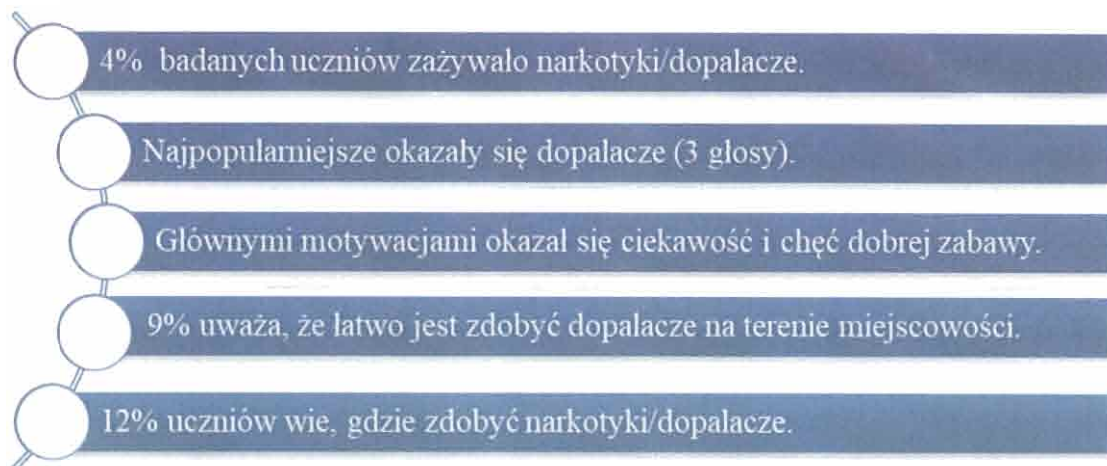 4% badanych uczniów zażywało narkotyki/dopalacze.
Najpopularniejsze okazały się dopalacze (3 głosy).
Głównymi motywacjami okazał się ciekawość i chęć dobrej zabawy.
9% uważa, że łatwo jest zdobyć dopalacze na terenie miejscowości.
12% uczniów wie, gdzie zdobyć narkotyki/dopalacze.